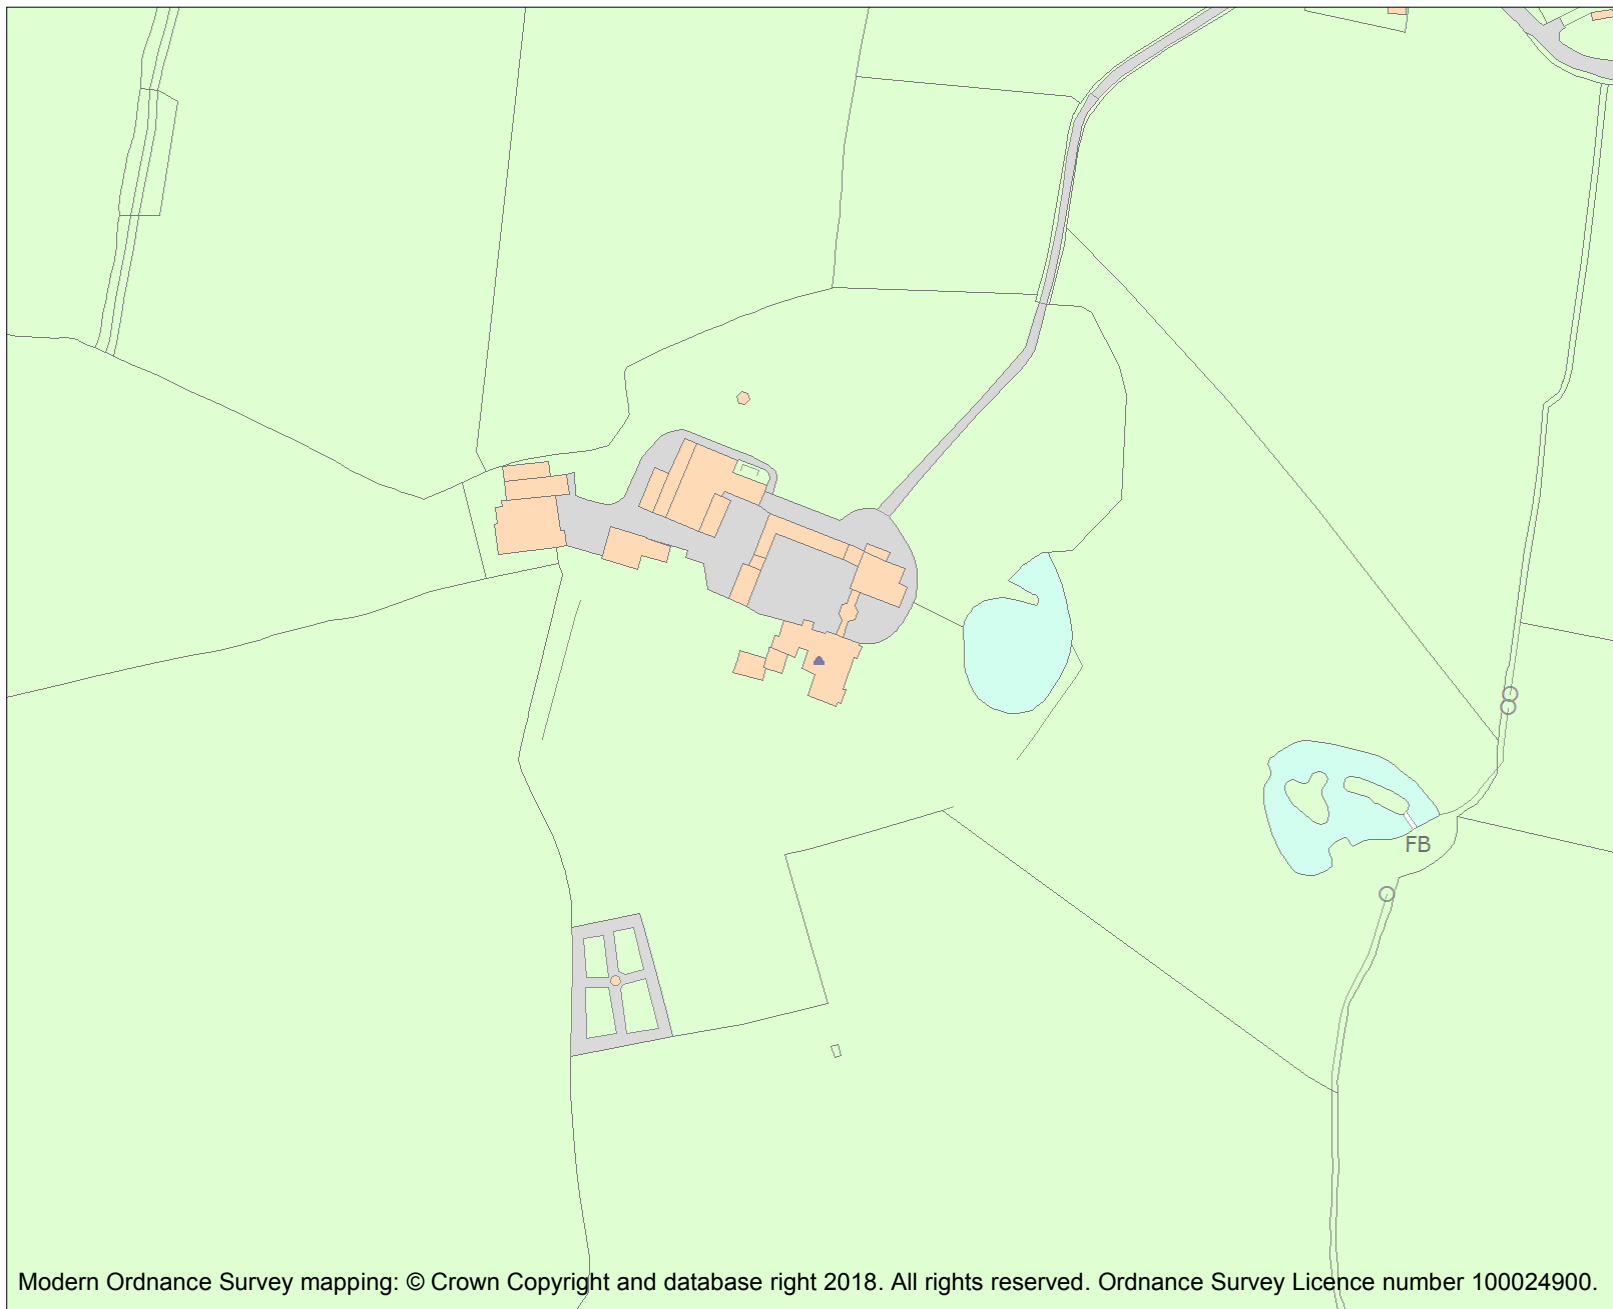 FB
Modern Ordnance Survey mapping: © Crown Copyright and database right 2018. All rights reserved. Ordnance Survey Licence number 100024900.